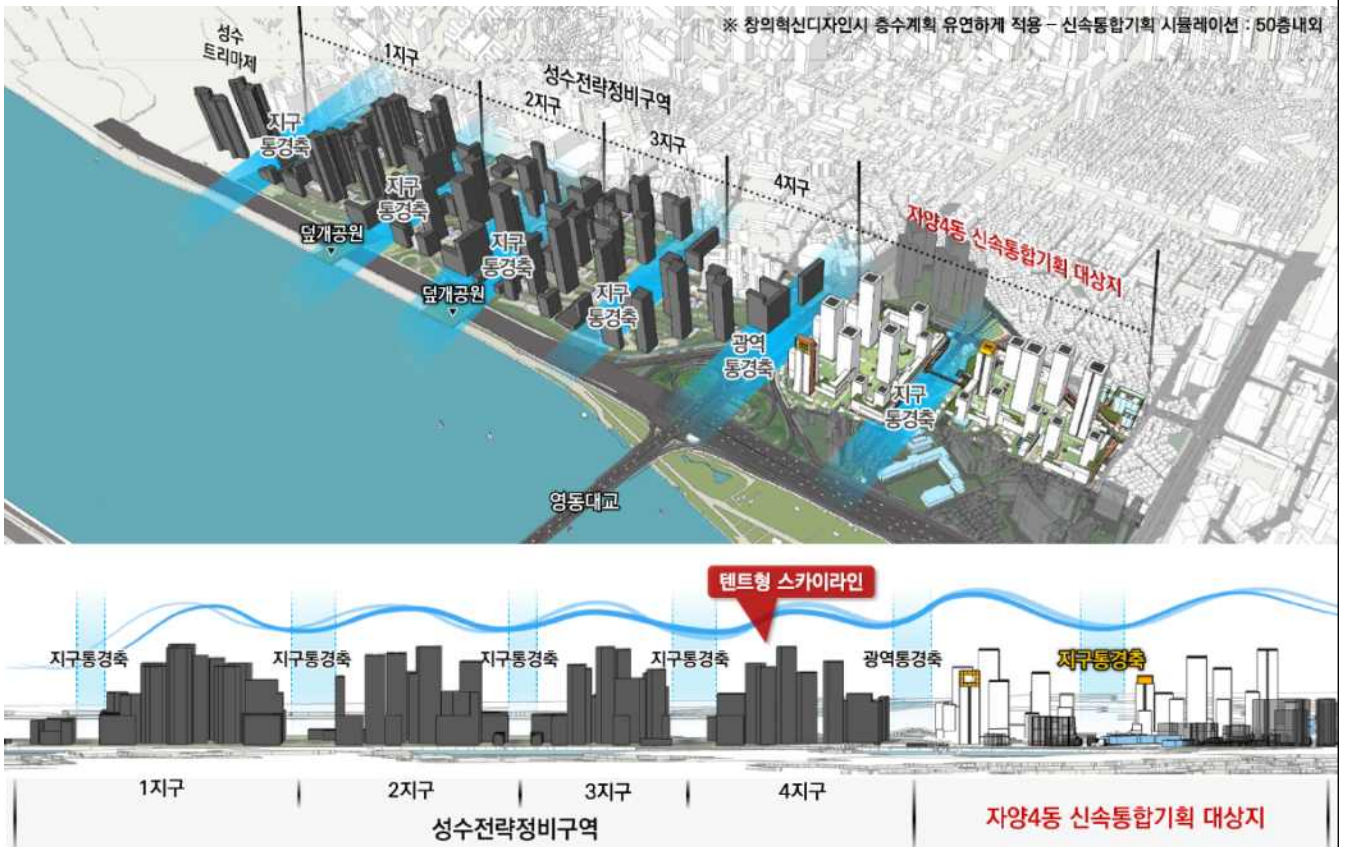 ※ 창의혁신디자인시 층수계획 유연하게 적용 – 신속통합기획 시뮬레이션 : 50층내외
성수
트리마제
1지구
성수전략정비구역
2지구
3지구
4지구
자양4동 신속통합기획 대상지
지구
통경축
지구
통경축
지구
통경축
지구
통경축
광역
통경축
지구
통경축
덮개공원
덮개공원
영동대교
텐트형 스카이라인
지구통경축
지구통경축
지구통경축
지구통경축
광역통경축
지구통경축
1지구
2지구
3지구
4지구
성수전략정비구역
자양4동 신속통합기획 대상지